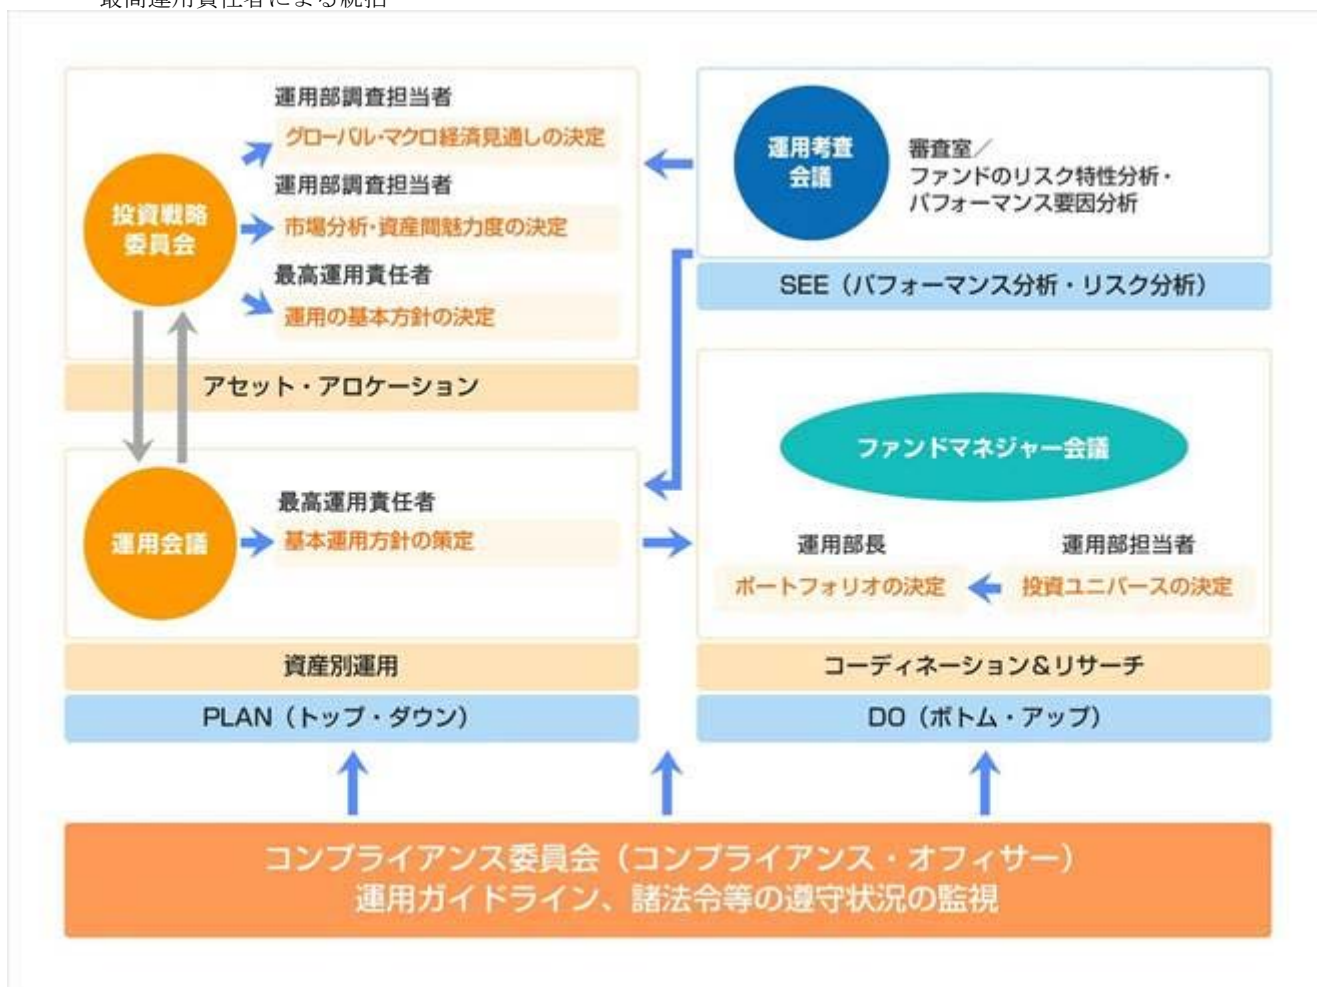 最高運用責任者による統括
運用部調査担当者
グローバル・マクロ経済見通しの決定
運用部調査担当者
市場分析・資産間魅力度の決定
最高運用責任者
運用の基本方針の決定
投資戦略
委員会
アセット・アロケーション
運用会議
最高運用責任者
基本運用方針の策定
資産別運用
PLAN（トップ・ダウン）
運用考査
会議
審査室／
ファンドのリスク特性分析・
パフォーマンス要因分析
SEE（パフォーマンス分析・リスク分析）
ファンドマネジャー会議
運用部長
ポートフォリオの決定
運用部担当者
投資ユニバースの決定
コーディネーション＆リサーチ
DO（ボトム・アップ）
コンプライアンス委員会（コンプライアンス・オフィサー）
運用ガイドライン、諸法令等の遵守状況の監視